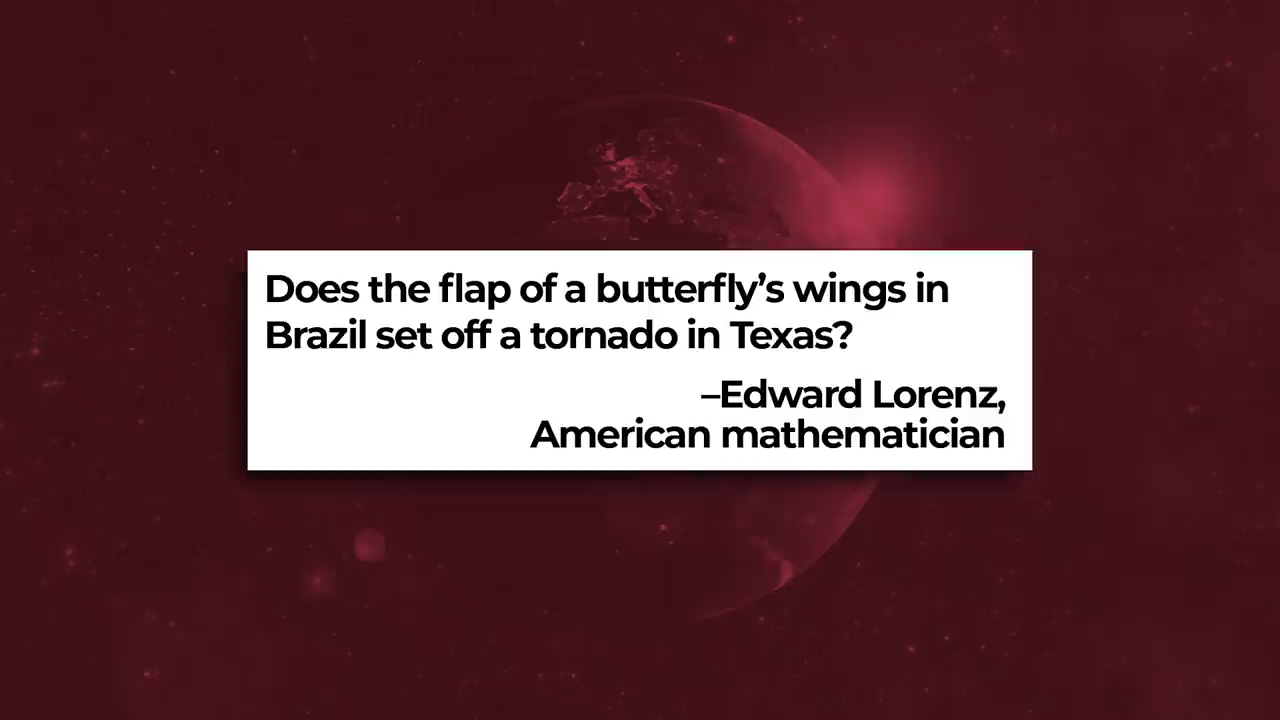 Does the flap of a butterfly’s wings in
Brazil set off a tornado in Texas?
–Edward Lorenz,
American mathematician